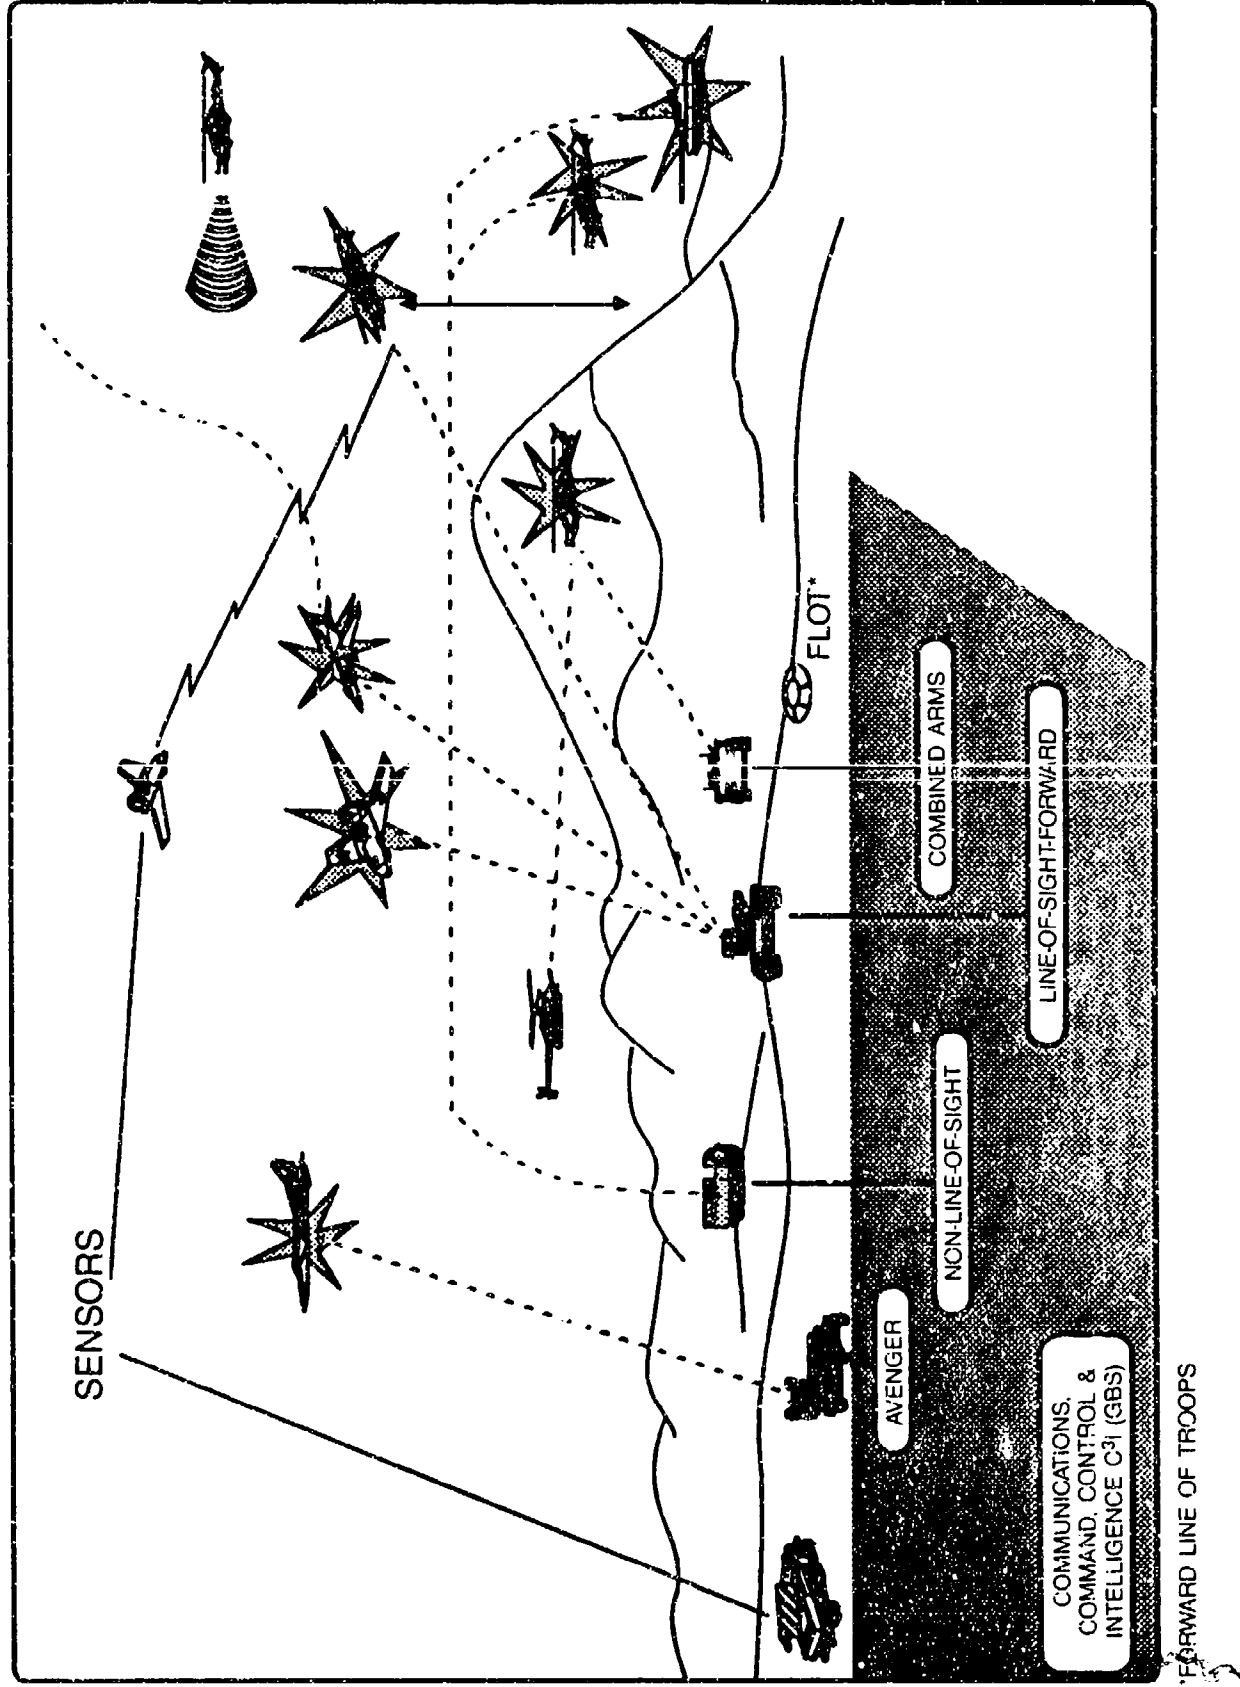 SENSORS
FLOT*
COMBINED ARMS
LINE-OF-SIGHT-FORWARD
NON-LINE-OF-SIGHT
AVENGER
COMMUNICATIONS,
COMMAND, CONTROL &
INTELLIGENCE C³I (GBS)
*FORWARD LINE OF TROOPS